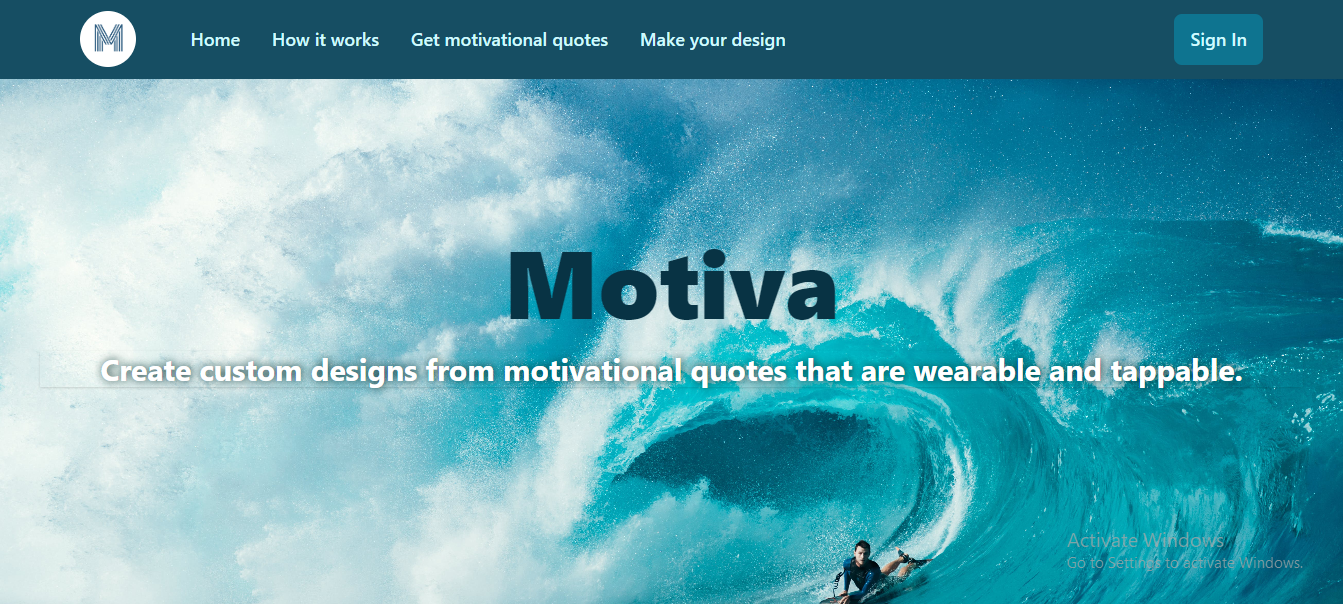 M
Home
How it works
Get motivational quotes
Make your design
Sign In
Motiva
Create custom designs from motivational quotes that are wearable and tappable.
Activate Windows
Go to Settings to activate Windows.